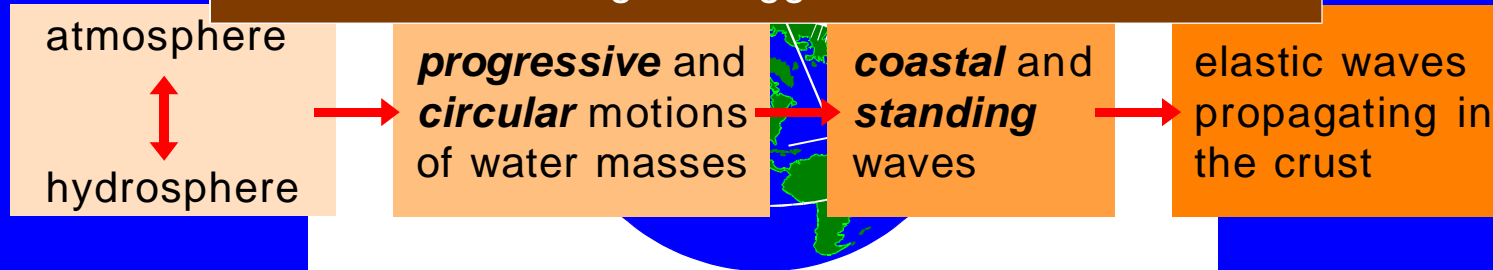 atmosphere
hydrosphere
progressive and
circular motions
of water masses
coastal and
standing
waves
elastic waves
propagating in
the crust